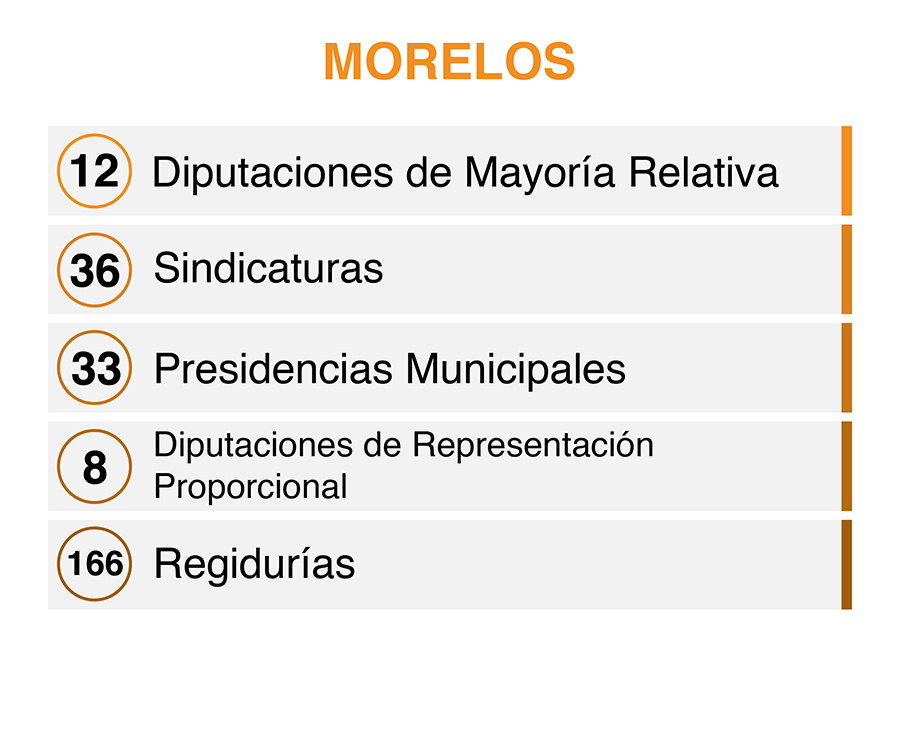 MORELOS
12 Diputaciones de Mayoría Relativa
36 Sindicaturas
33 Presidencias Municipales
8 Diputaciones de Representación
Proporcional
166 Regidurías